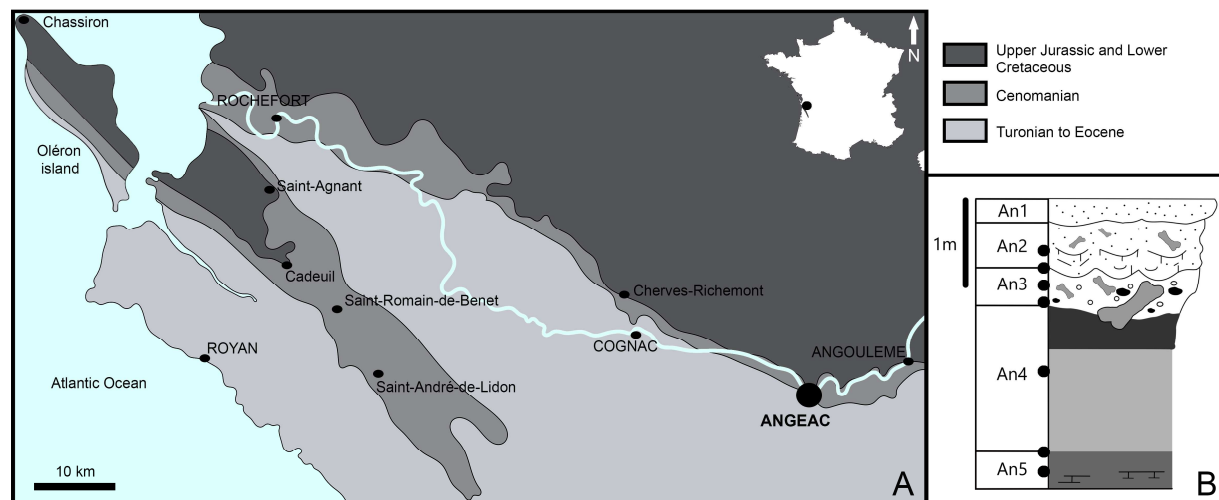 Chassiron
ROCHEFORT
Oléron
island
Saint-Agnant
Cadeuil
Saint-Romain-de-Benet
Cherves-Richemont
ROYAN
COGNAC
ANGOULEME
Atlantic Ocean
Saint-André-de-Lidon
ANGEAC
10 km
A
N
Upper Jurassic and Lower
Cretaceous
Cenomanian
Turonian to Eocene
1m
An1
An2
An3
An4
An5
B